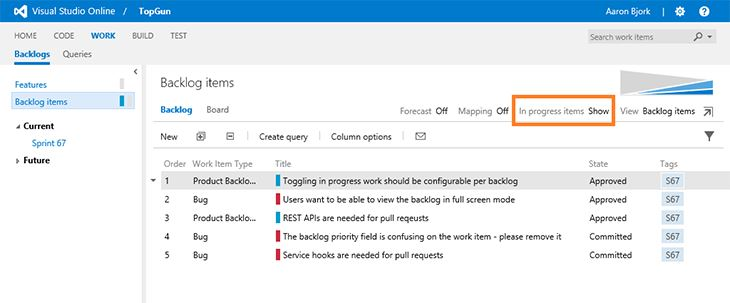 Visual Studio Online / TopGun Aaron Bjork
HOME CODE WORK BUILD TEST Search work items
Backlogs Queries
Features
Backlog items
Current
Sprint 67
Future
Backlog items
Backlog Board Forecast Off Mapping Off In progress items Show View Backlog items
New Create query Column options
Order Work Item Type Title State Tags
1 Product Backlo... Toggling in progress work should be configurable per backlog Approved S67
2 Bug Users want to be able to view the backlog in full screen mode Approved S67
3 Product Backlo... REST APIs are needed for pull reqeusts Approved S67
4 Bug The backlog priority field is confusing on the work item - please remove it Committed S67
5 Bug Service hooks are needed for pull requests Committed S67